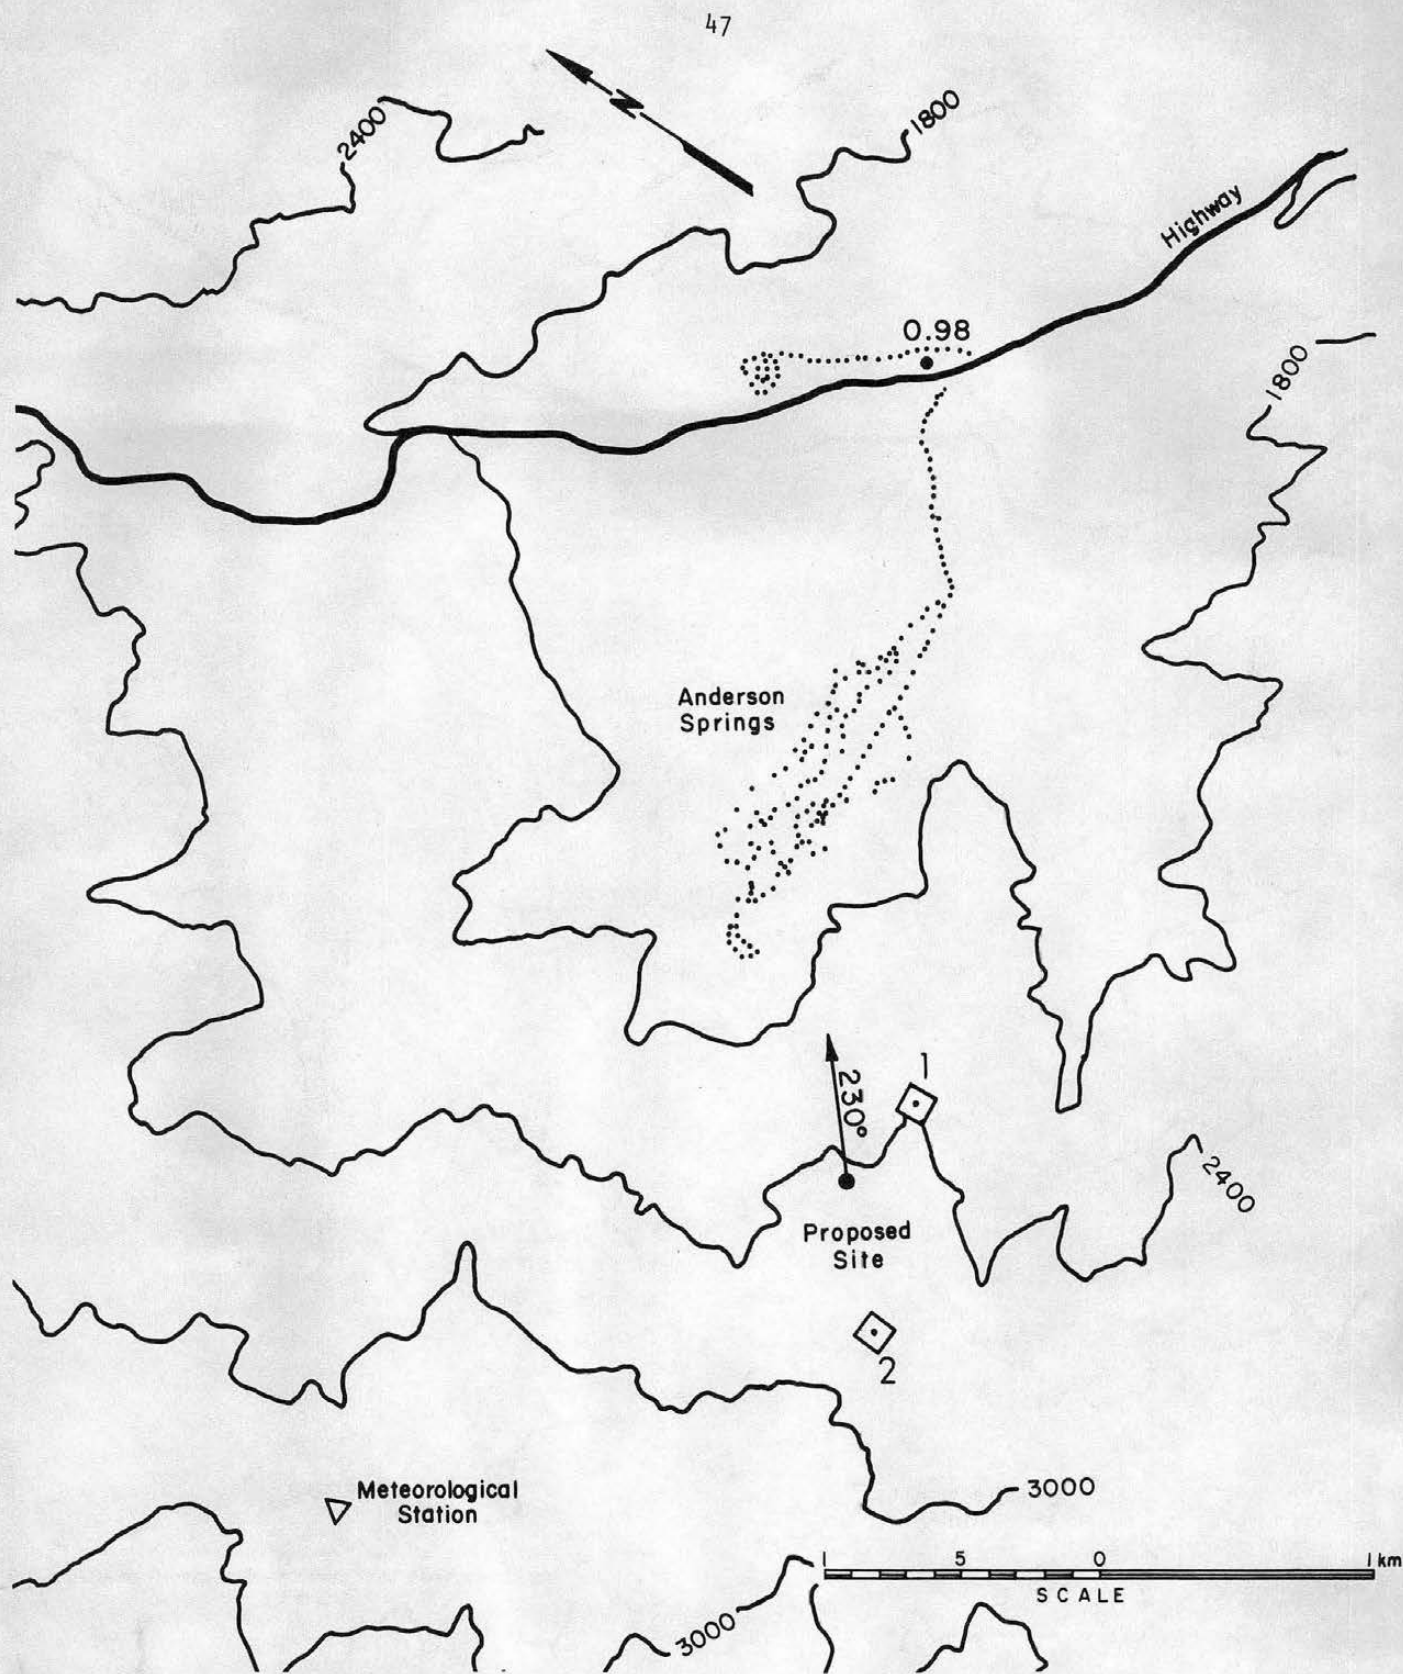 47
N
2400
1800
Highway
0.98
1800
Anderson
Springs
230°
1
2400
Proposed
Site
2
3000
Meteorological
Station
1 5 0 1 km
SCALE
3000